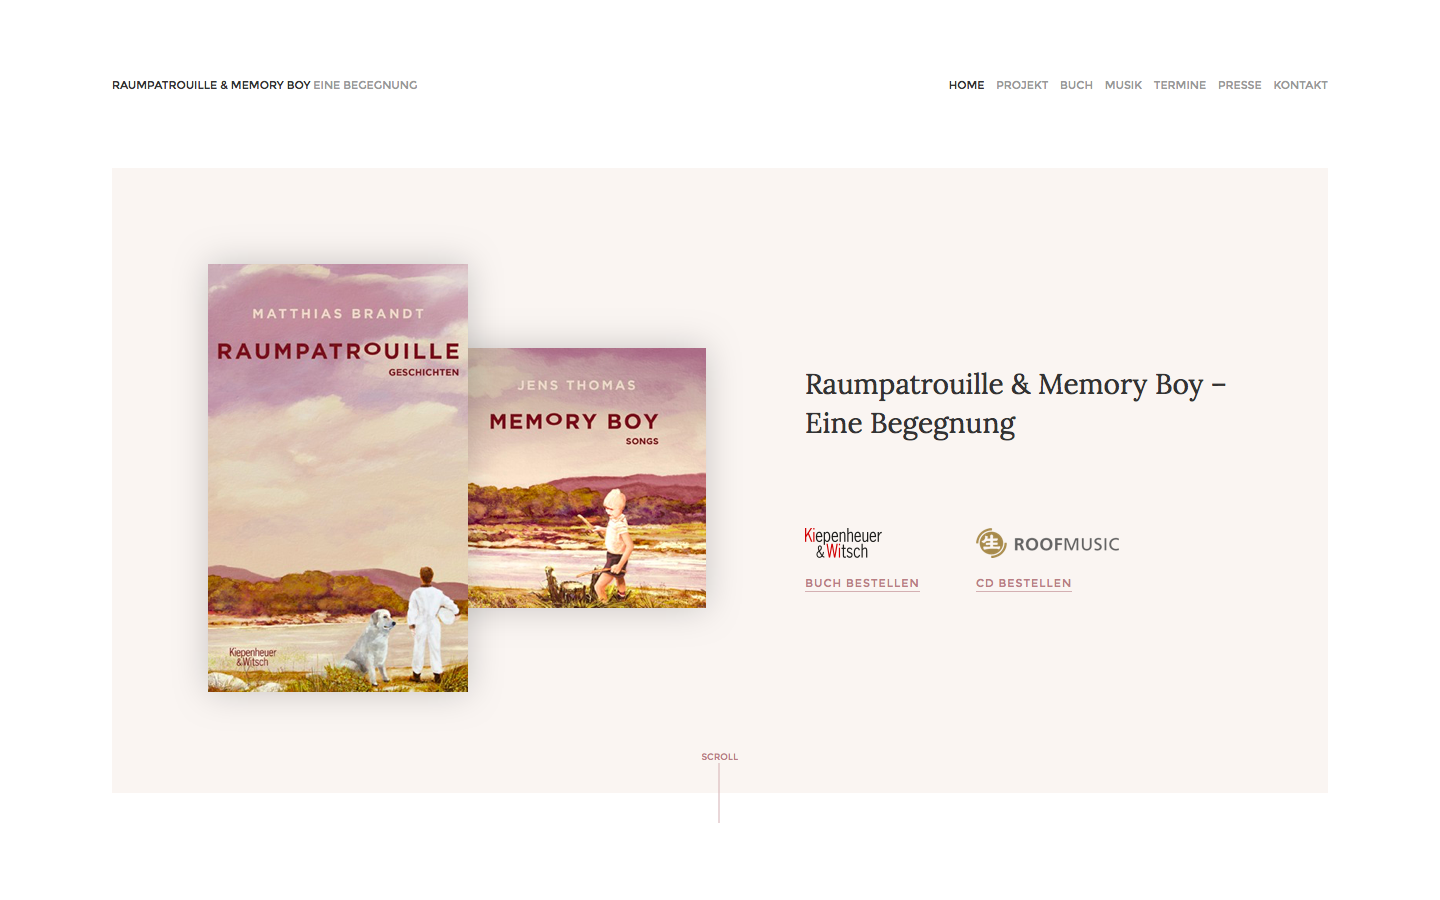 RAUMPATROUILLE & MEMORY BOY EINE BEGEGNUNG
HOME PROJEKT BUCH MUSIK TERMINE PRESSE KONTAKT
MATTHIAS BRANDT
RAUMPATROUILLE
GESCHICHTEN
Kiepenheuer
&Witsch
JENS THOMAS
MEMORY BOY
SONGS
Raumpatrouille & Memory Boy –
Eine Begegnung
Kiepenheuer
&Witsch
BUCH BESTELLEN
生 ROOFMUSIC
CD BESTELLEN
SCROLL